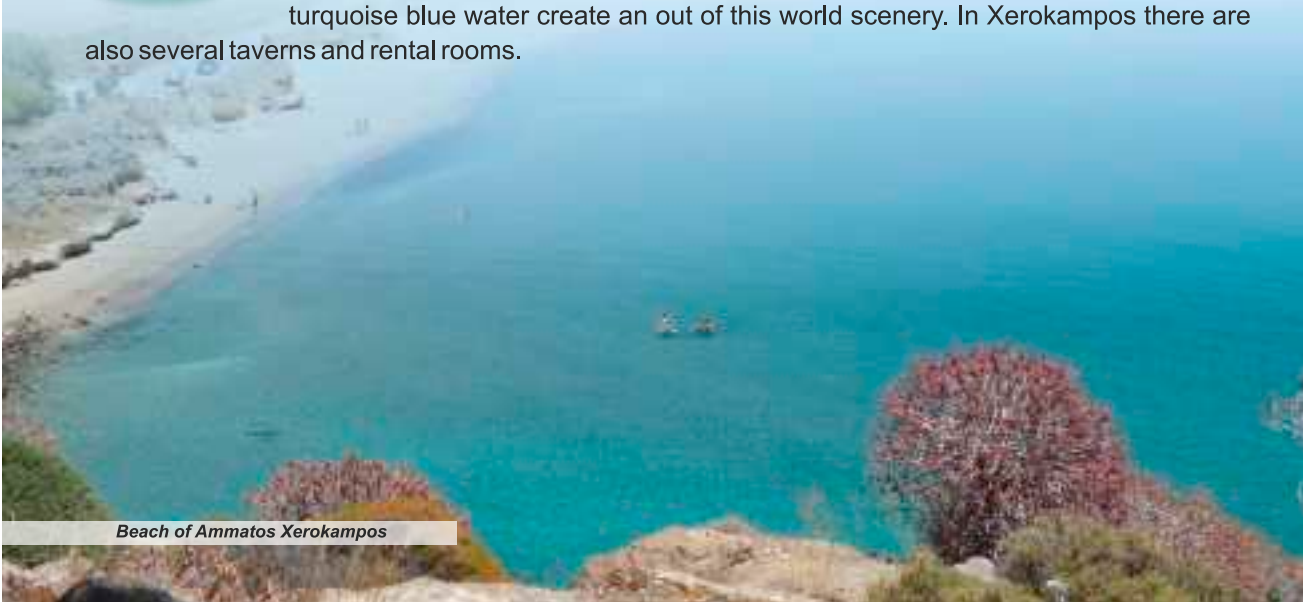 turquoise blue water create an out of this world scenery. In Xerokampos there are
also several taverns and rental rooms.
Beach of Ammatos Xerokampos